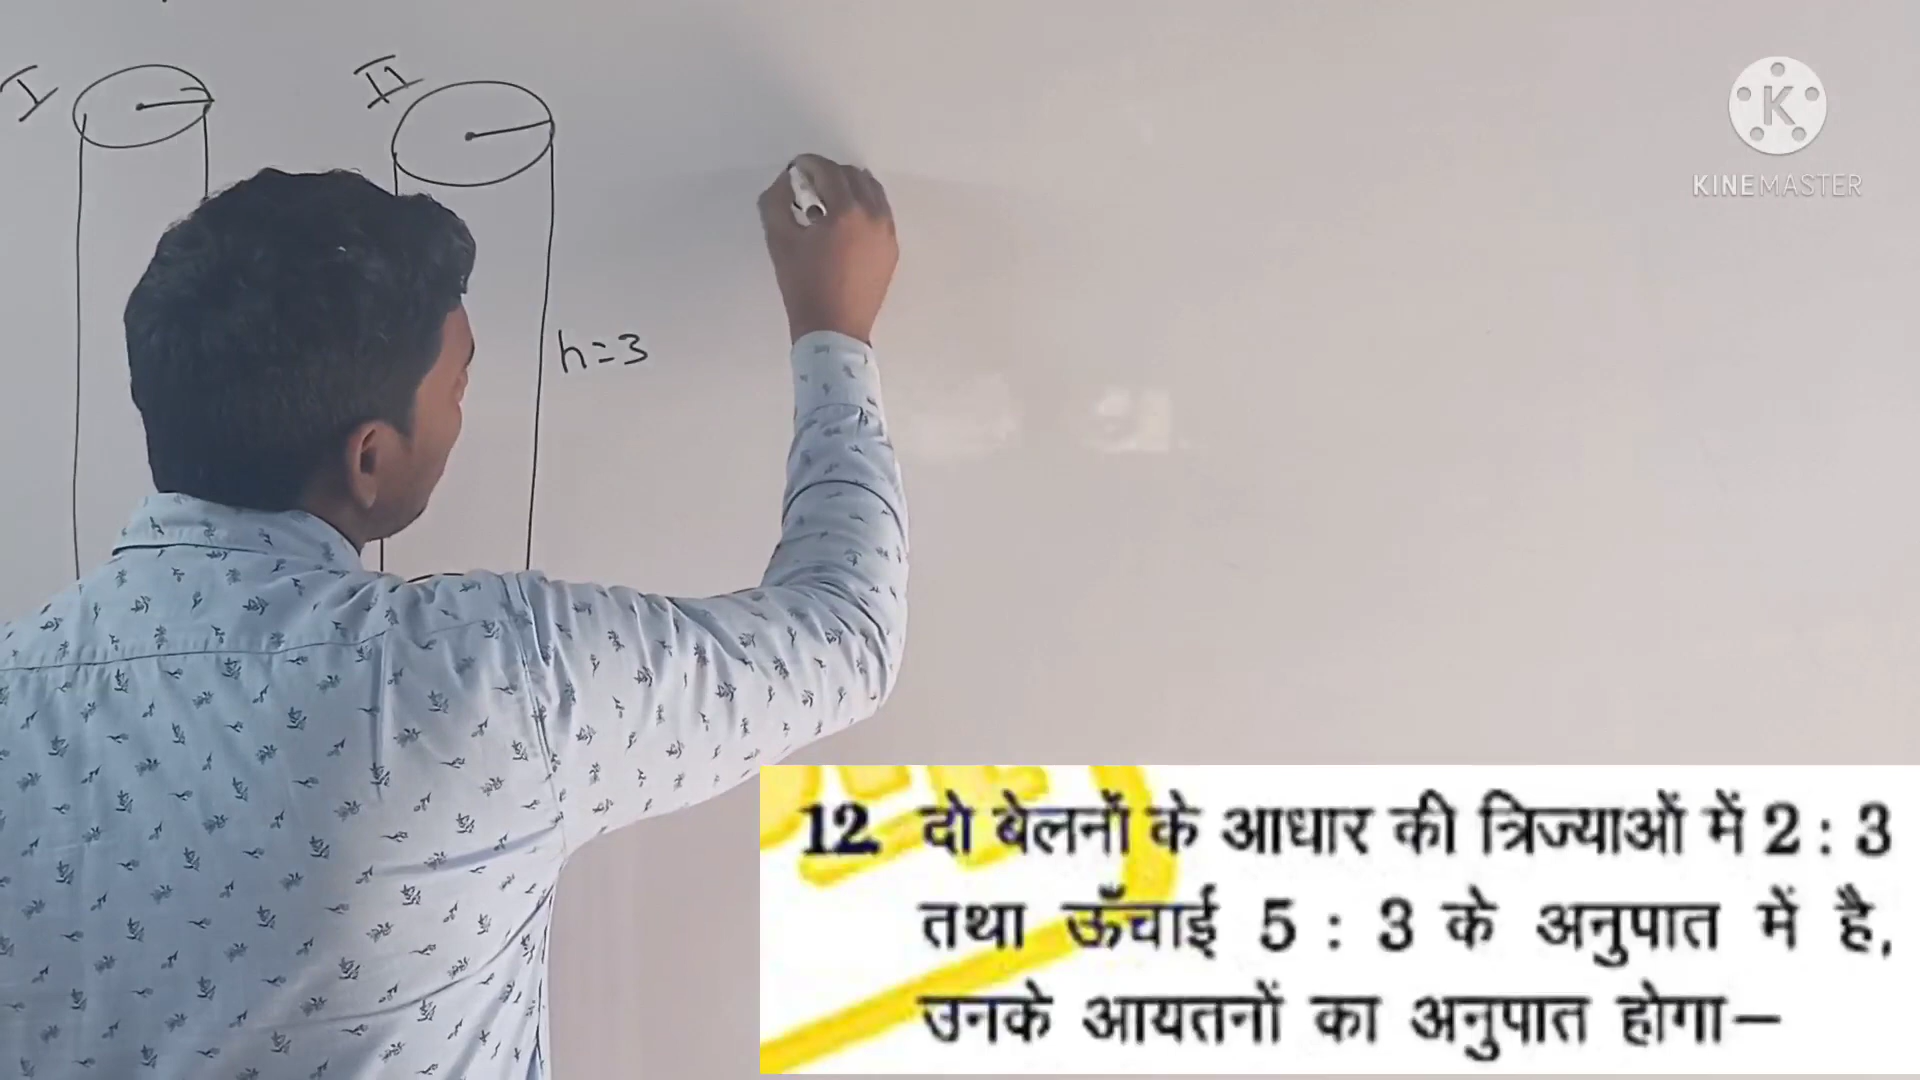 I
II
K
KINEMASTER
h=3
12. दो बेलनों के आधार की त्रिज्याओं में 2 : 3
तथा ऊँचाई 5 : 3 के अनुपात में है,
उनके आयतनों का अनुपात होगा—